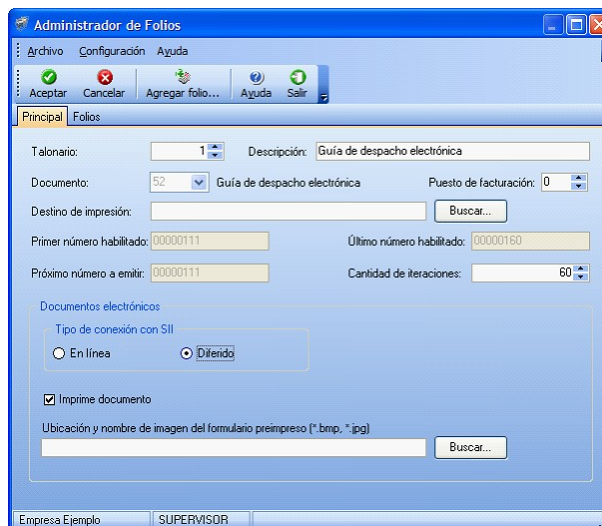 Administrador de Folios
Archivo Configuración Ayuda
Aceptar Cancelar Agregar folio... Ayuda Salir
Principal Folios
Talonario: 1 Descripción: Guía de despacho electrónica
Documento: 52 Guía de despacho electrónica Puesto de facturación: 0
Destino de impresión: Buscar...
Primer número habilitado: 00000111 Último número habilitado: 00000160
Próximo número a emitir: 00000111 Cantidad de iteraciones: 60
Documentos electrónicos
Tipo de conexión con SII
En línea Diferido
Imprime documento
Ubicación y nombre de imagen del formulario preimpreso (*.bmp, *.jpg)
Buscar...
Empresa Ejemplo SUPERVISOR